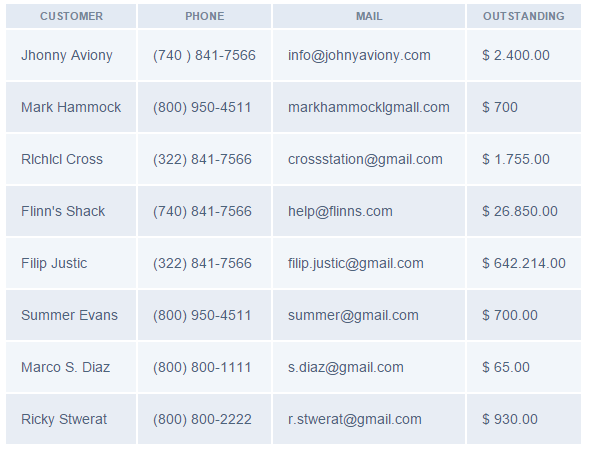 CUSTOMER PHONE MAIL OUTSTANDING
Jhonny Aviony (740 ) 841-7566 info@johnyaviony.com $ 2.400.00
Mark Hammock (800) 950-4511 markhammocklgmall.com $ 700
Rlchlcl Cross (322) 841-7566 crossstation@gmail.com $ 1.755.00
Flinn's Shack (740) 841-7566 help@flinns.com $ 26.850.00
Filip Justic (322) 841-7566 filip.justic@gmail.com $ 642.214.00
Summer Evans (800) 950-4511 summer@gmail.com $ 700.00
Marco S. Diaz (800) 800-1111 s.diaz@gmail.com $ 65.00
Ricky Stwerat (800) 800-2222 r.stwerat@gmail.com $ 930.00